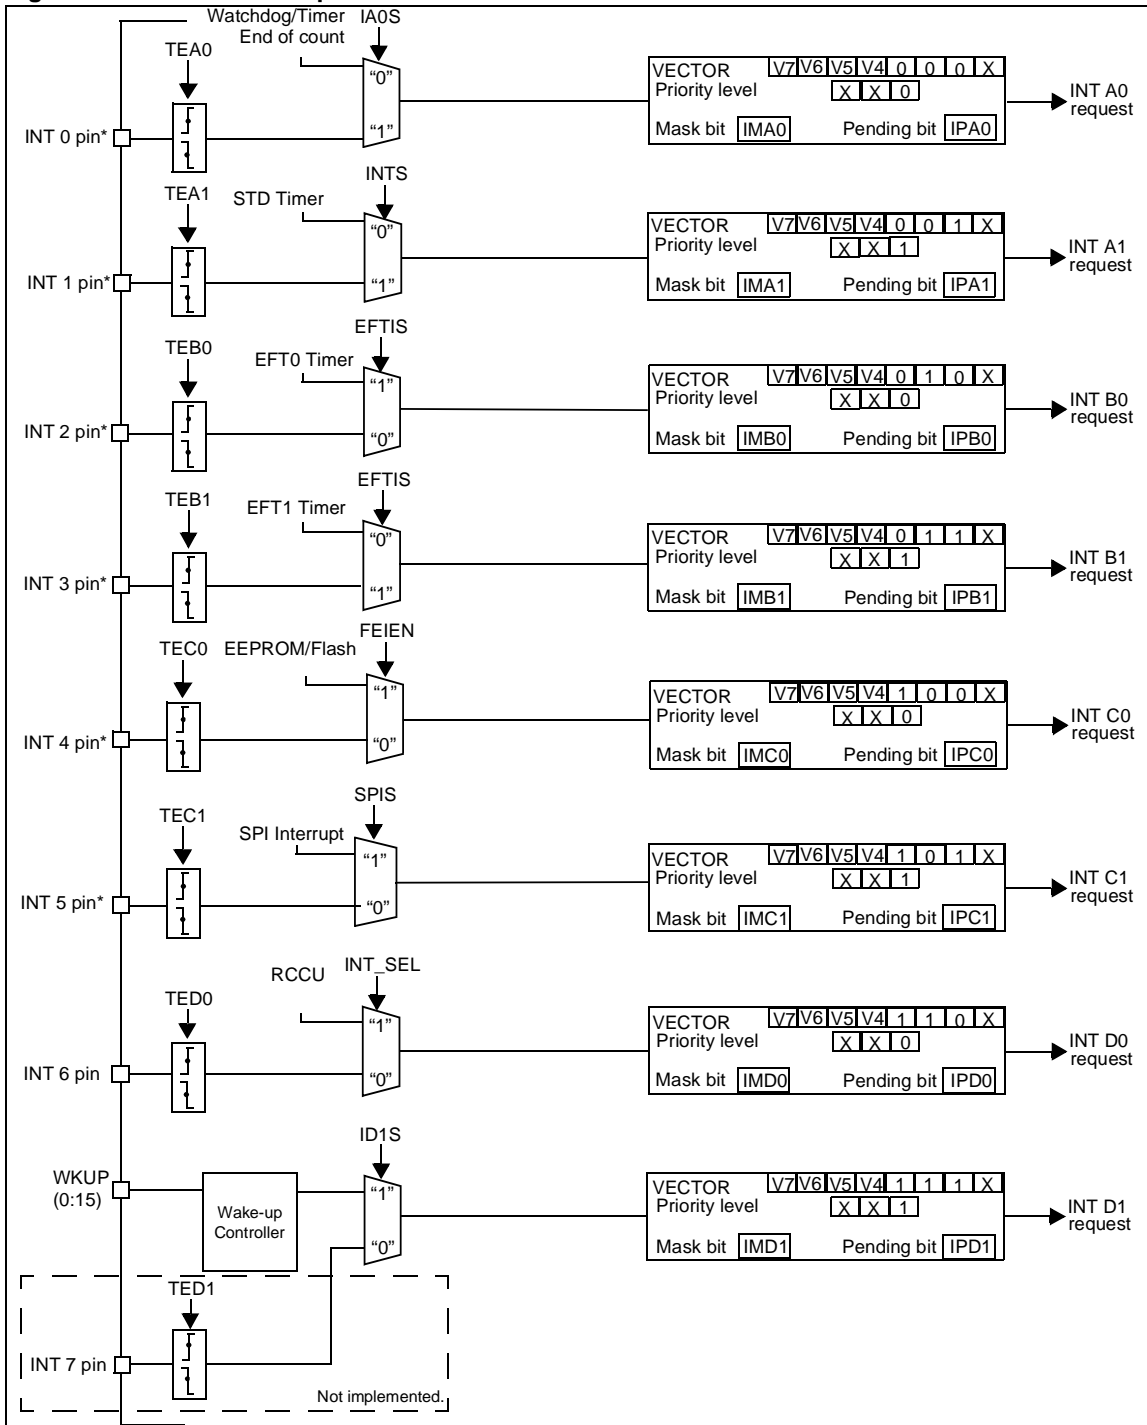 Watchdog/Timer
End of count
IA0S
TEA0
INT 0 pin*
“0”
“1”
VECTOR V7 V6 V5 V4 0 0 0 X
Priority level X X 0
Mask bit IMA0 Pending bit IPA0
INT A0
request
TEA1
STD Timer
INTS
INT 1 pin*
“0”
“1”
VECTOR V7 V6 V5 V4 0 0 1 X
Priority level X X 1
Mask bit IMA1 Pending bit IPA1
INT A1
request
TEB0
EFT0 Timer
EFTIS
INT 2 pin*
“1”
“0”
VECTOR V7 V6 V5 V4 0 1 0 X
Priority level X X 0
Mask bit IMB0 Pending bit IPB0
INT B0
request
TEB1
EFT1 Timer
EFTIS
INT 3 pin*
“0”
“1”
VECTOR V7 V6 V5 V4 0 1 1 X
Priority level X X 1
Mask bit IMB1 Pending bit IPB1
INT B1
request
TEC0
EEPROM/Flash
FEIEN
INT 4 pin*
“1”
“0”
VECTOR V7 V6 V5 V4 1 0 0 X
Priority level X X 0
Mask bit IMC0 Pending bit IPC0
INT C0
request
TEC1
SPI Interrupt
SPIS
INT 5 pin*
“1”
“0”
VECTOR V7 V6 V5 V4 1 0 1 X
Priority level X X 1
Mask bit IMC1 Pending bit IPC1
INT C1
request
TED0
RCCU
INT_SEL
INT 6 pin
“1”
“0”
VECTOR V7 V6 V5 V4 1 1 0 X
Priority level X X 0
Mask bit IMD0 Pending bit IPD0
INT D0
request
ID1S
WKUP
(0:15)
Wake-up
Controller
“1”
“0”
VECTOR V7 V6 V5 V4 1 1 1 X
Priority level X X 1
Mask bit IMD1 Pending bit IPD1
INT D1
request
TED1
INT 7 pin
Not implemented.